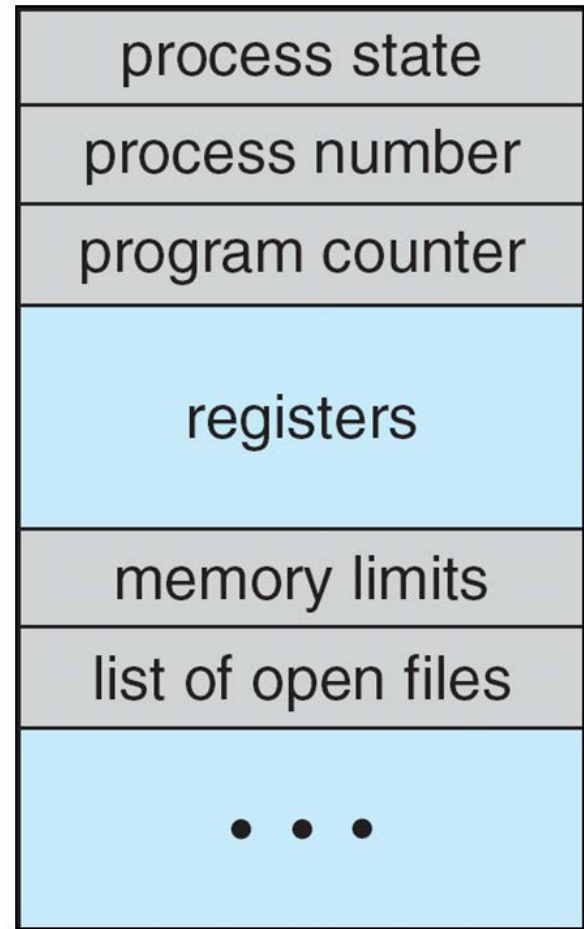 process state
process number
program counter
registers
memory limits
list of open files
• • •